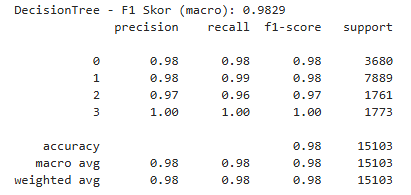 DecisionTree - F1 Skor (macro): 0.9829
precision recall f1-score support
0 0.98 0.98 0.98 3680
1 0.98 0.99 0.98 7889
2 0.97 0.96 0.97 1761
3 1.00 1.00 1.00 1773
accuracy 0.98 15103
macro avg 0.98 0.98 0.98 15103
weighted avg 0.98 0.98 0.98 15103